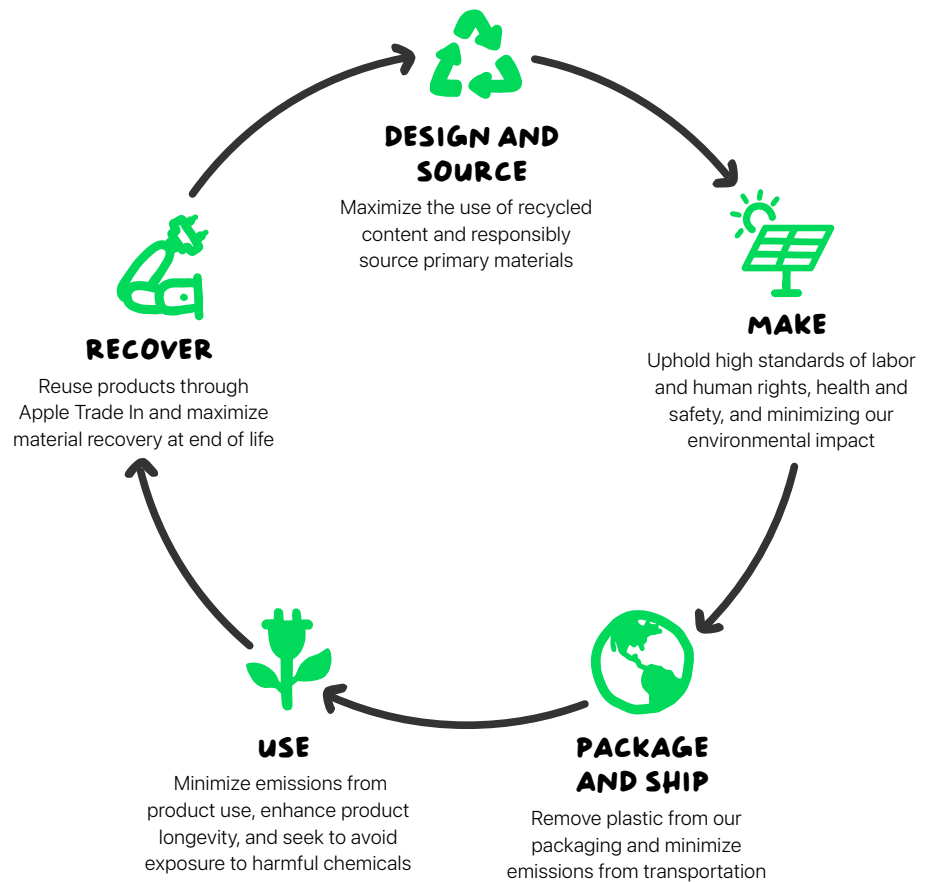 DESIGN AND
SOURCE
Maximize the use of recycled
content and responsibly
source primary materials
MAKE
Uphold high standards of labor
and human rights, health and
safety, and minimizing our
environmental impact
PACKAGE
AND SHIP
Remove plastic from our
packaging and minimize
emissions from transportation
USE
Minimize emissions from
product use, enhance product
longevity, and seek to avoid
exposure to harmful chemicals
RECOVER
Reuse products through
Apple Trade In and maximize
material recovery at end of life